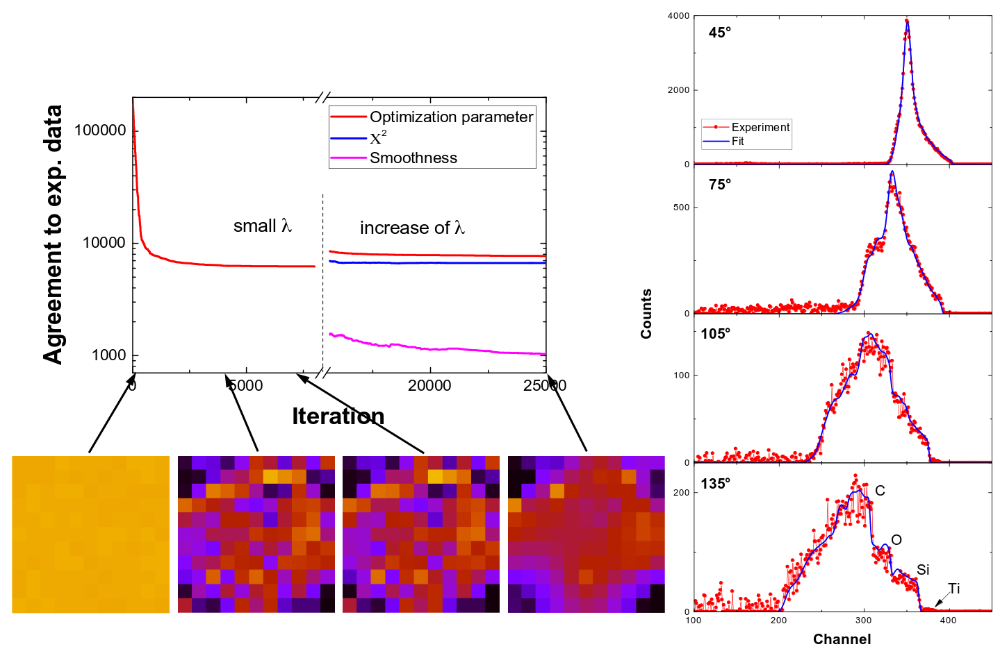 Agreement to exp. data
100000
10000
1000
Optimization parameter
Χ²
Smoothness
small λ
increase of λ
0
5000
20000
25000
Iteration
Counts
4000
2000
0
45°
Experiment
Fit
75°
500
0
105°
100
0
135°
200
0
C
O
Si
Ti
100
200
300
400
Channel